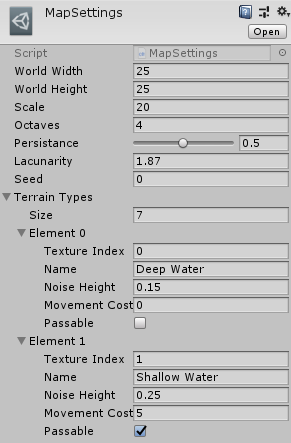 MapSettings
Open
Script MapSettings
World Width 25
World Height 25
Scale 20
Octaves 4
Persistance 0.5
Lacunarity 1.87
Seed 0
Terrain Types
Size 7
Element 0
Texture Index 0
Name Deep Water
Noise Height 0.15
Movement Cost 0
Passable
Element 1
Texture Index 1
Name Shallow Water
Noise Height 0.25
Movement Cost 5
Passable